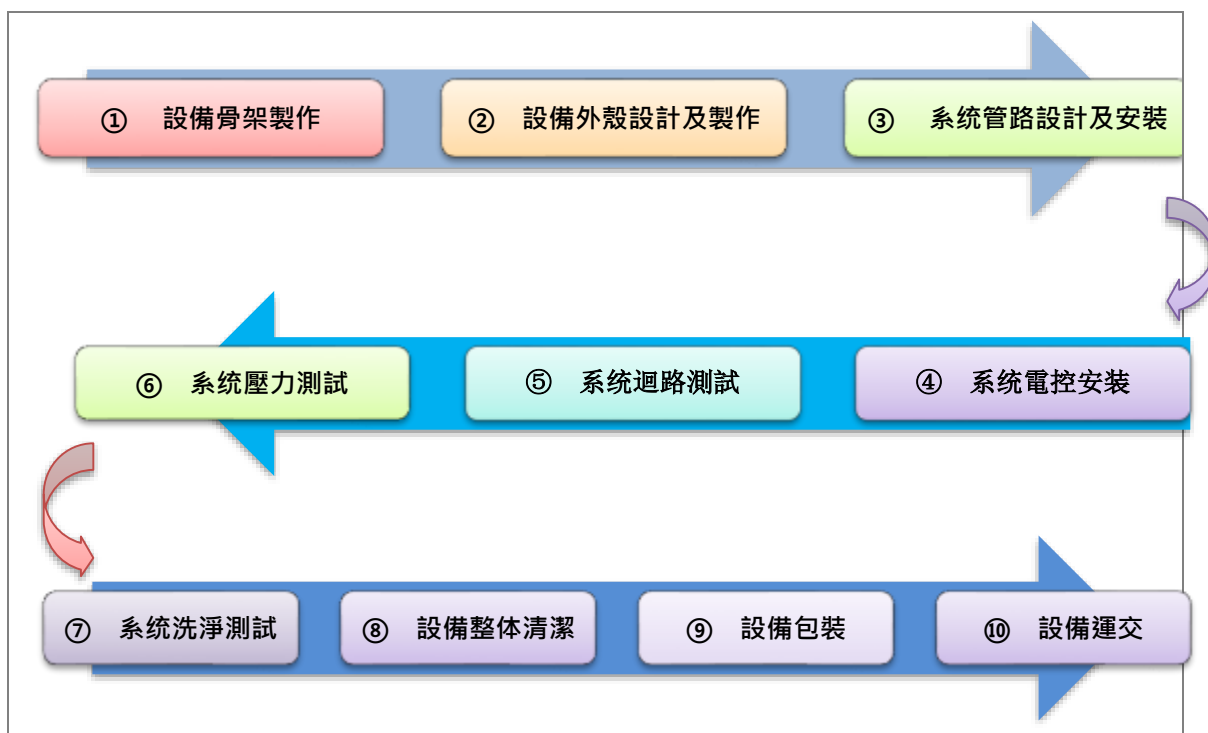 ① 設備骨架製作
② 設備外殼設計及製作
③ 系统管路設計及安裝
④ 系统電控安装
⑤ 系统迴路測試
⑥ 系统壓力測試
⑦ 系统洗淨測試
⑧ 設備整体清潔
⑨ 設備包裝
⑩ 設備運交